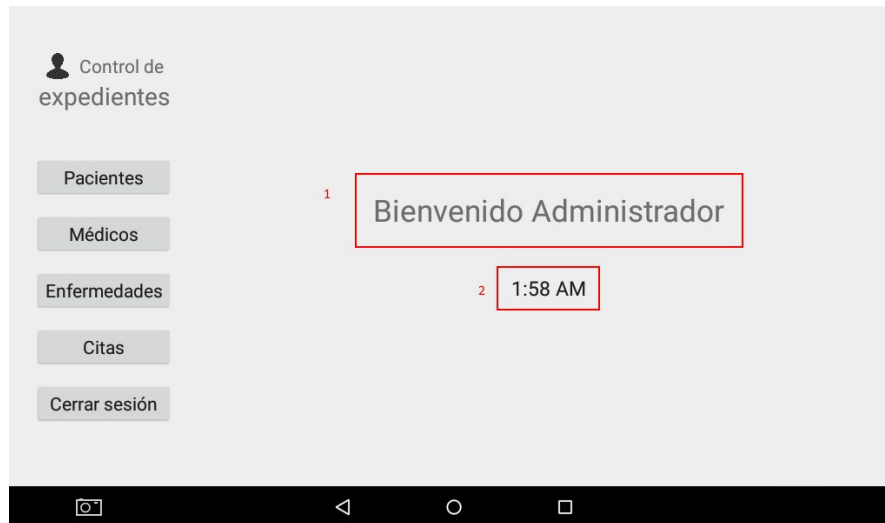 Control de
expedientes
Pacientes
Médicos
Enfermedades
Citas
Cerrar sesión
1
Bienvenido Administrador
2
1:58 AM